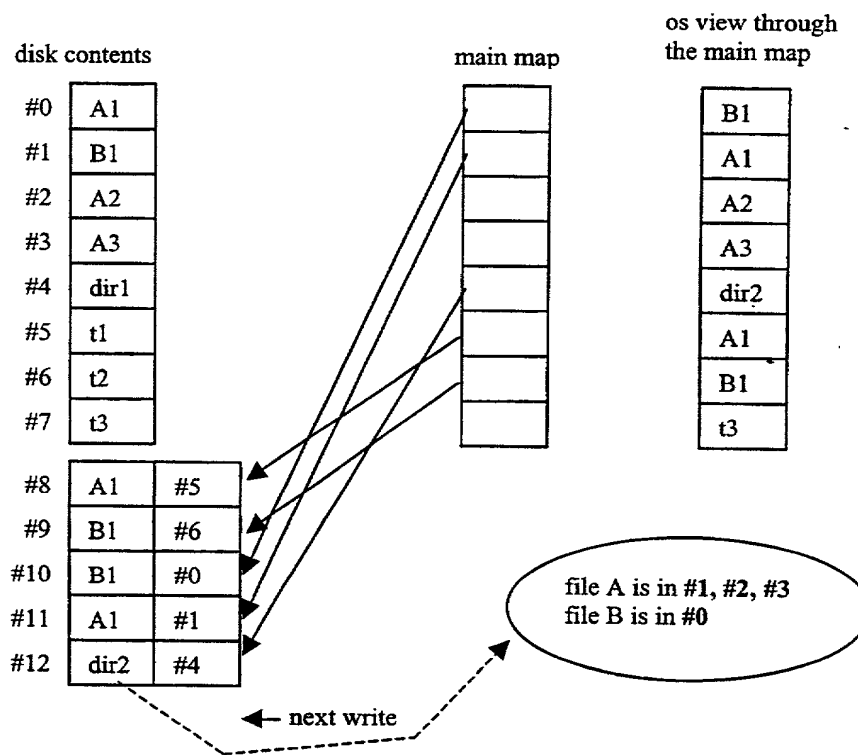 os view through
disk contents main map the main map
#0 A1 B1
#1 B1 A1
#2 A2 A2
#3 A3 A3
#4 dir1 dir2
#5 t1 A1
#6 t2 B1
#7 t3 t3
#8 A1 #5
#9 B1 #6
#10 B1 #0
#11 A1 #1
#12 dir2 #4
file A is in #1, #2, #3
file B is in #0
next write